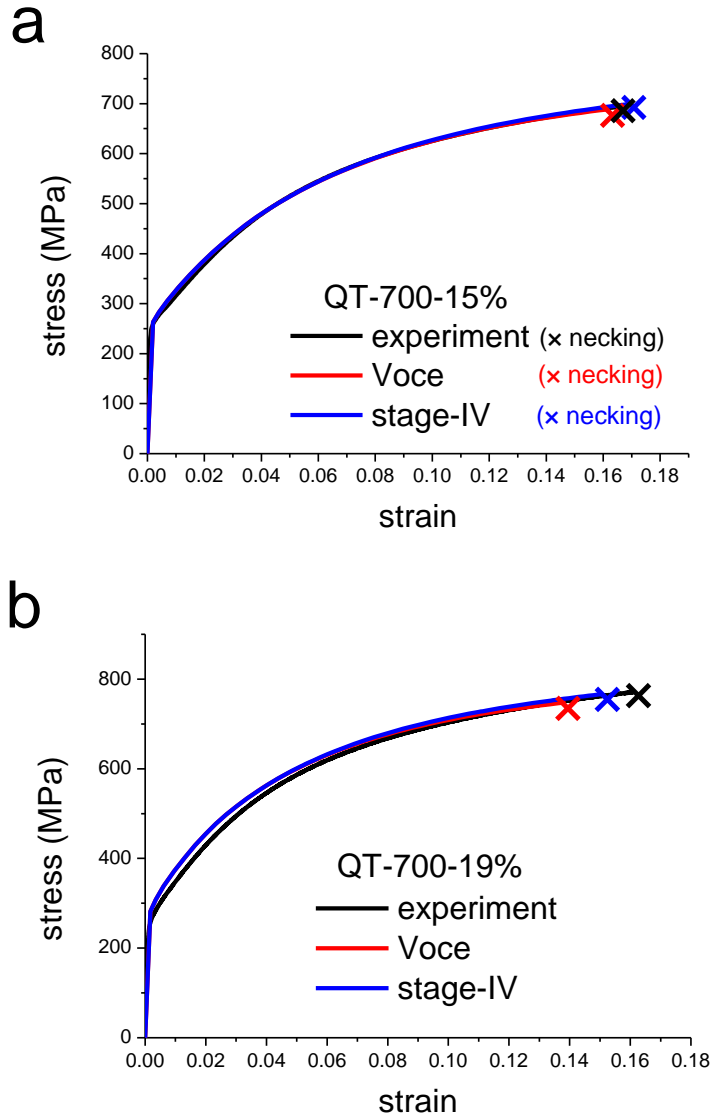 a
800
700
600
500
400
300
200
100
0
stress (MPa)
QT-700-15%
experiment (× necking)
Voce (× necking)
stage-IV (× necking)
0.00 0.02 0.04 0.06 0.08 0.10 0.12 0.14 0.16 0.18
strain
b
800
600
400
200
0
stress (MPa)
QT-700-19%
experiment
Voce
stage-IV
0.00 0.02 0.04 0.06 0.08 0.10 0.12 0.14 0.16 0.18
strain